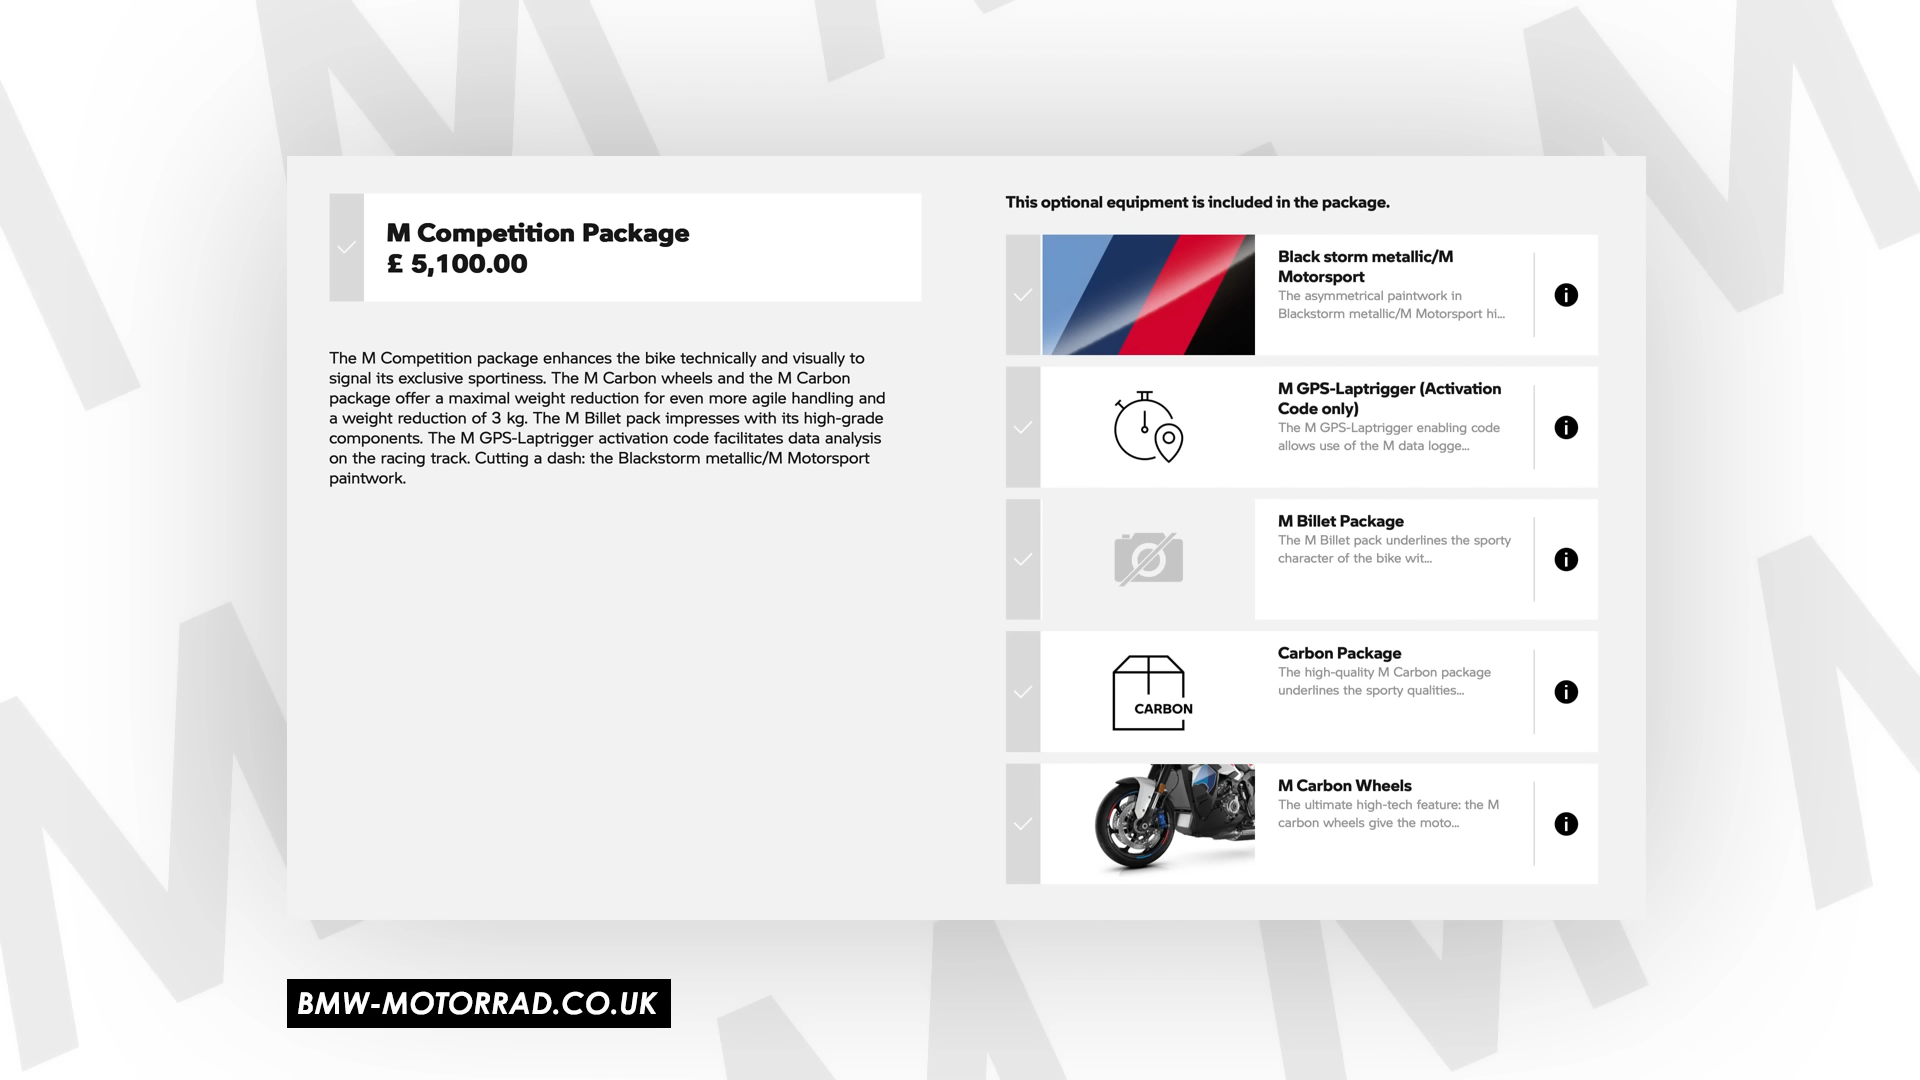 M Competition Package
£ 5,100.00
The M Competition package enhances the bike technically and visually to
signal its exclusive sportiness. The M Carbon wheels and the M Carbon
package offer a maximal weight reduction for even more agile handling and
a weight reduction of 3 kg. The M Billet pack impresses with its high-grade
components. The M GPS-Laptrigger activation code facilitates data analysis
on the racing track. Cutting a dash: the Blackstorm metallic/M Motorsport
paintwork.
This optional equipment is included in the package.
Black storm metallic/M
Motorsport
The asymmetrical paintwork in
Blackstorm metallic/M Motorsport hi...
M GPS-Laptrigger (Activation
Code only)
The M GPS-Laptrigger enabling code
allows use of the M data logge...
M Billet Package
The M Billet pack underlines the sporty
character of the bike wit...
CARBON
Carbon Package
The high-quality M Carbon package
underlines the sporty qualities...
M Carbon Wheels
The ultimate high-tech feature: the M
carbon wheels give the moto...
BMW-MOTORRAD.CO.UK